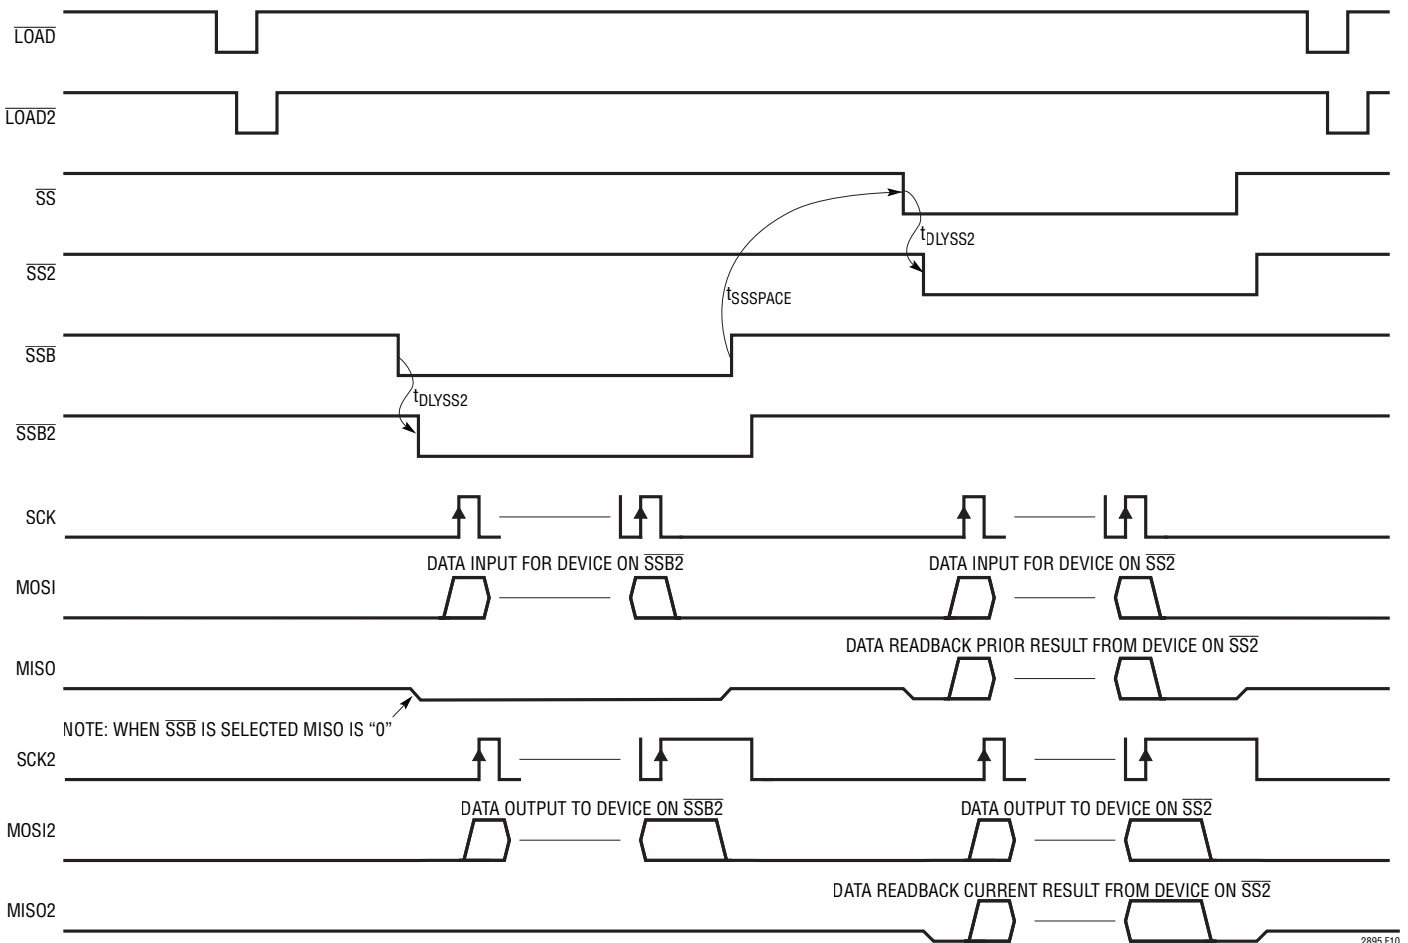 LOAD
LOAD2
SS
tDLYSS2
SS2
tSSSPACE
SSB
tDLYSS2
SSB2
SCK
DATA INPUT FOR DEVICE ON SSB2
DATA INPUT FOR DEVICE ON SS2
MOSI
DATA READBACK PRIOR RESULT FROM DEVICE ON SS2
MISO
NOTE: WHEN SSB IS SELECTED MISO IS “0”
SCK2
DATA OUTPUT TO DEVICE ON SSB2
DATA OUTPUT TO DEVICE ON SS2
MOSI2
DATA READBACK CURRENT RESULT FROM DEVICE ON SS2
MISO2
2895 F10